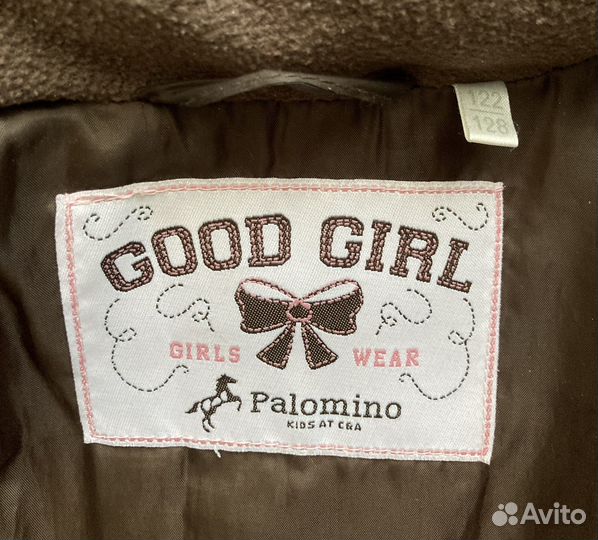 122
128
GOOD GIRL
GIRLS WEAR
Palomino
KIDS AT C&A
Avito